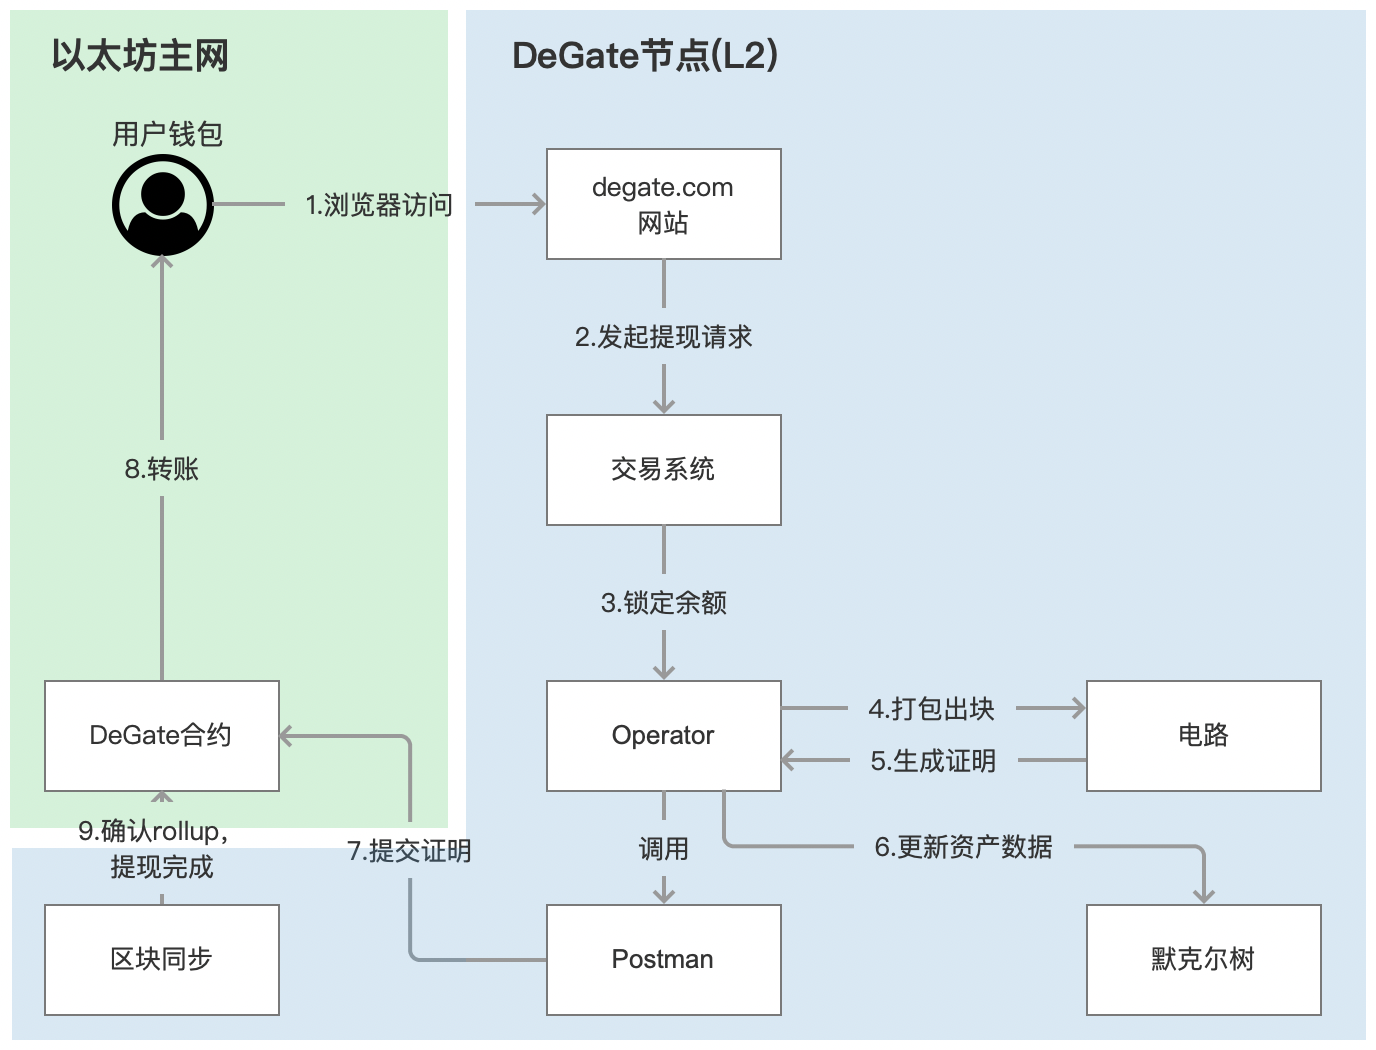 以太坊主网
DeGate节点(L2)
用户钱包
1.浏览器访问
degate.com
网站
2.发起提现请求
8.转账
交易系统
3.锁定余额
DeGate合约
Operator
4.打包出块
5.生成证明
电路
9.确认rollup,
提现完成
7.提交证明
调用
6.更新资产数据
区块同步
Postman
默克尔树